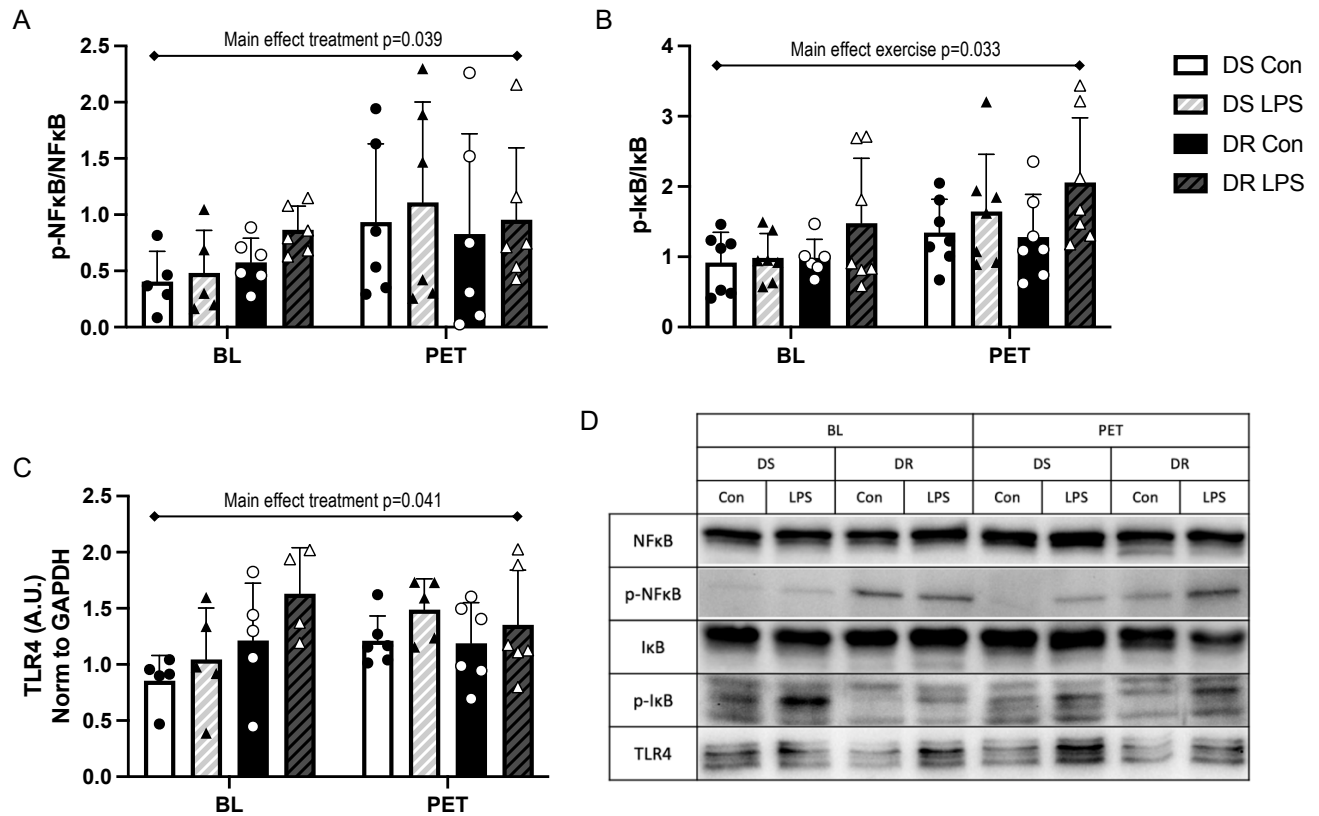 A
Main effect treatment p=0.039
p-NFκB/NFκB
2.5
2.0
1.5
1.0
0.5
0.0
BL PET
B
Main effect exercise p=0.033
p-IκB/IκB
4
3
2
1
0
BL PET
DS Con
DS LPS
DR Con
DR LPS
C
Main effect treatment p=0.041
TLR4 (A.U.)
Norm to GAPDH
2.5
2.0
1.5
1.0
0.5
0.0
BL PET
D
BL PET
DS DR DS DR
Con LPS Con LPS Con LPS Con LPS
NFκB
p-NFκB
IκB
p-IκB
TLR4